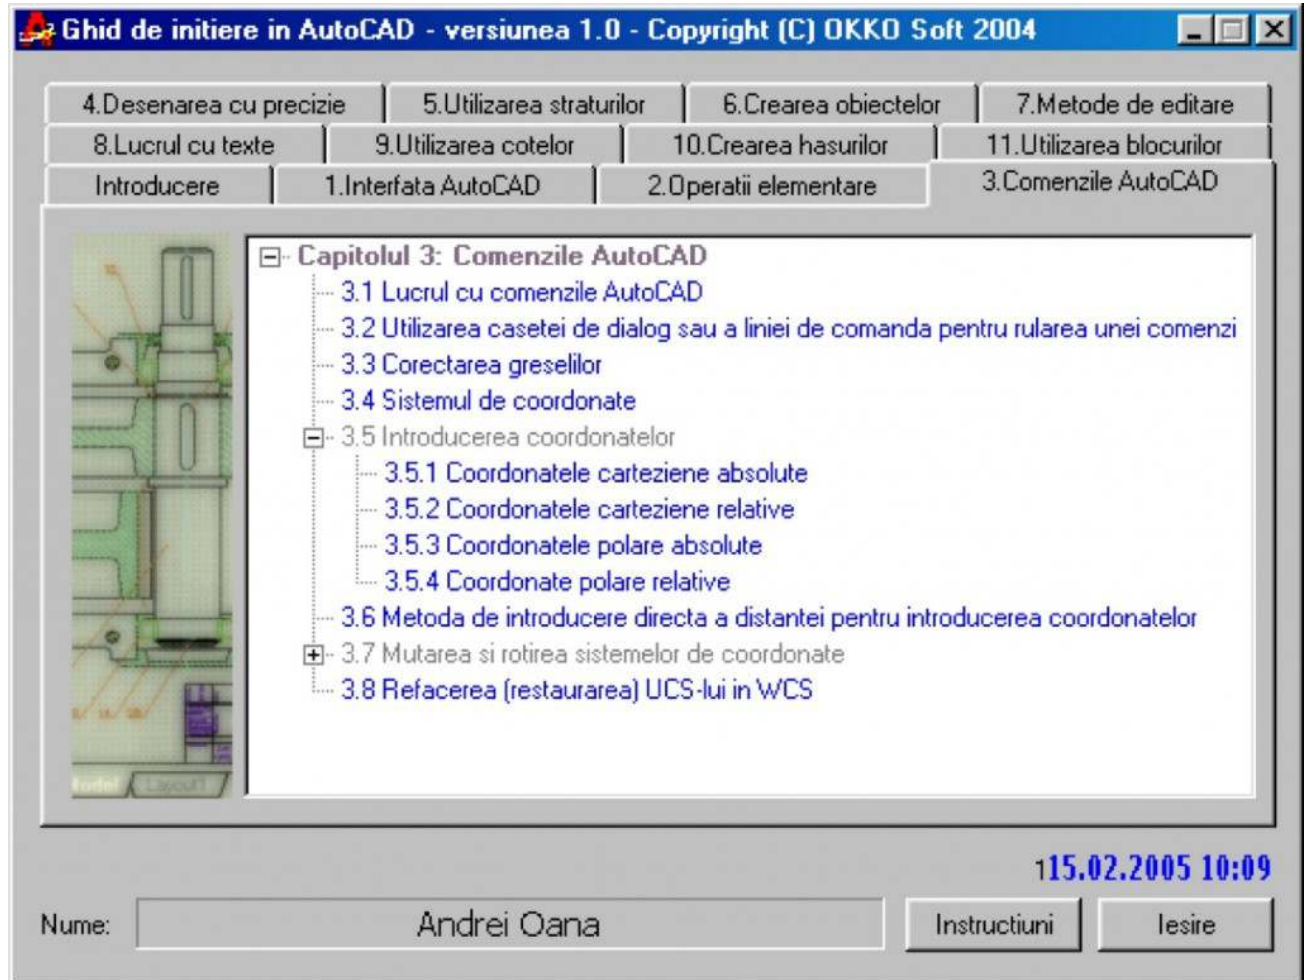 Ghid de initiere in AutoCAD - versiunea 1.0 - Copyright (C) OKKO Soft 2004
4.Desenarea cu precizie 5.Utilizarea straturilor 6.Crearea obiectelor 7.Metode de editare
8.Lucrul cu texte 9.Utilizarea cotelor 10.Crearea hasurilor 11.Utilizarea blocurilor
Introducere 1.Interfata AutoCAD 2.Operatii elementare 3.Comenzile AutoCAD
Capitolul 3: Comenzile AutoCAD
3.1 Lucrul cu comenzile AutoCAD
3.2 Utilizarea casetei de dialog sau a liniei de comanda pentru rularea unei comenzi
3.3 Corectarea greselilor
3.4 Sistemul de coordonate
3.5 Introducerea coordonatelor
3.5.1 Coordonatele carteziene absolute
3.5.2 Coordonatele carteziene relative
3.5.3 Coordonatele polare absolute
3.5.4 Coordonate polare relative
3.6 Metoda de introducere directa a distantei pentru introducerea coordonatelor
3.7 Mutarea si rotirea sistemelor de coordonate
3.8 Refacerea (restaurarea) UCS-lui in WCS
Model Layout1
115.02.2005 10:09
Nume: Andrei Oana Instructiuni Iesire